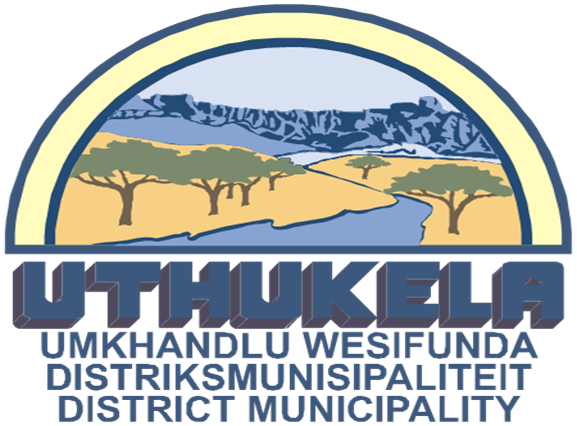 UTHUKELA
UMKHANDLU WESIFUNDA
DISTRIKSMUNISIPALITEIT
DISTRICT MUNICIPALITY